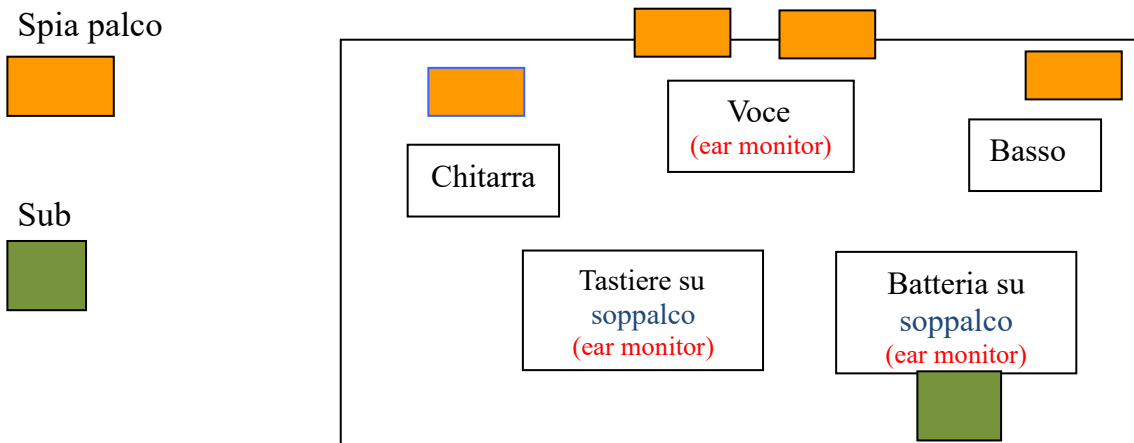 Spia palco
Sub
Chitarra
Voce
(ear monitor)
Basso
Tastiere su
soppalco
(ear monitor)
Batteria su
soppalco
(ear monitor)